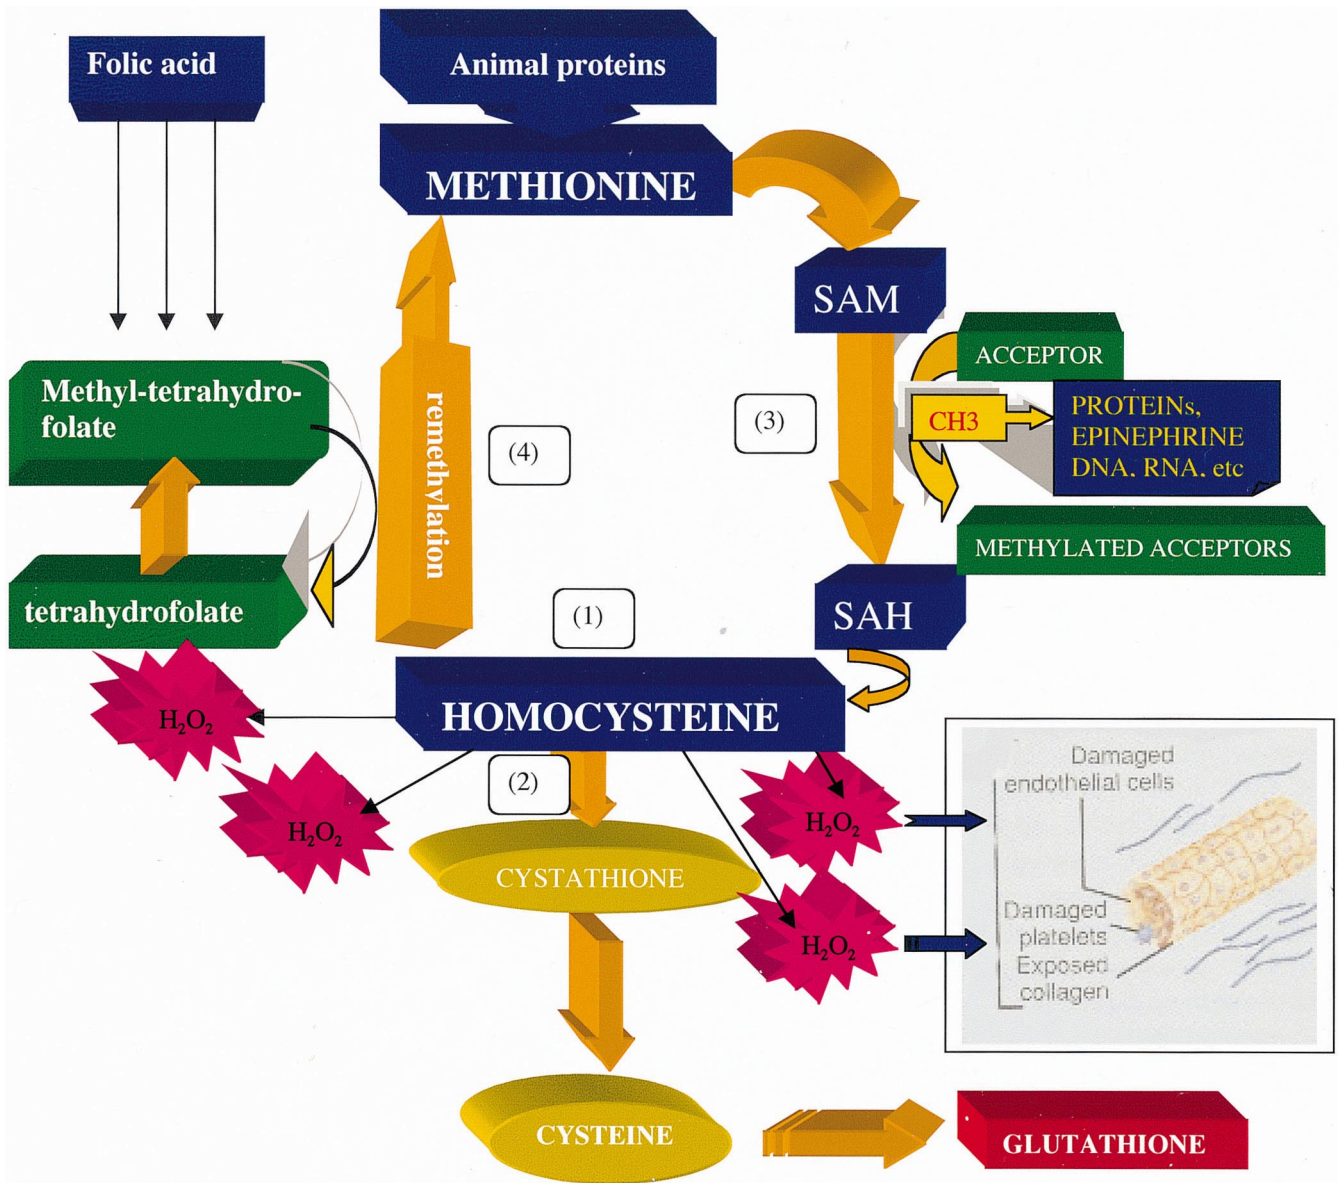 Folic acid
Animal proteins
METHIONINE
SAM
ACCEPTOR
CH3
PROTEINs,
EPINEPHRINE
DNA, RNA, etc
METHYLATED ACCEPTORS
(3)
(4)
remethylation
Methyl-tetrahydro-
folate
tetrahydrofolate
SAH
(1)
HOMOCYSTEINE
H₂O₂
H₂O₂
(2)
H₂O₂
H₂O₂
CYSTATHIONE
Damaged
endothelial cells
Damaged
platelets
Exposed
collagen
CYSTEINE
GLUTATHIONE